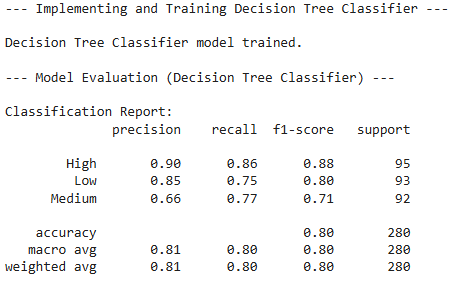 --- Implementing and Training Decision Tree Classifier ---
Decision Tree Classifier model trained.
--- Model Evaluation (Decision Tree Classifier) ---
Classification Report:
precision recall f1-score support
High 0.90 0.86 0.88 95
Low 0.85 0.75 0.80 93
Medium 0.66 0.77 0.71 92
accuracy 0.80 280
macro avg 0.81 0.80 0.80 280
weighted avg 0.81 0.80 0.80 280